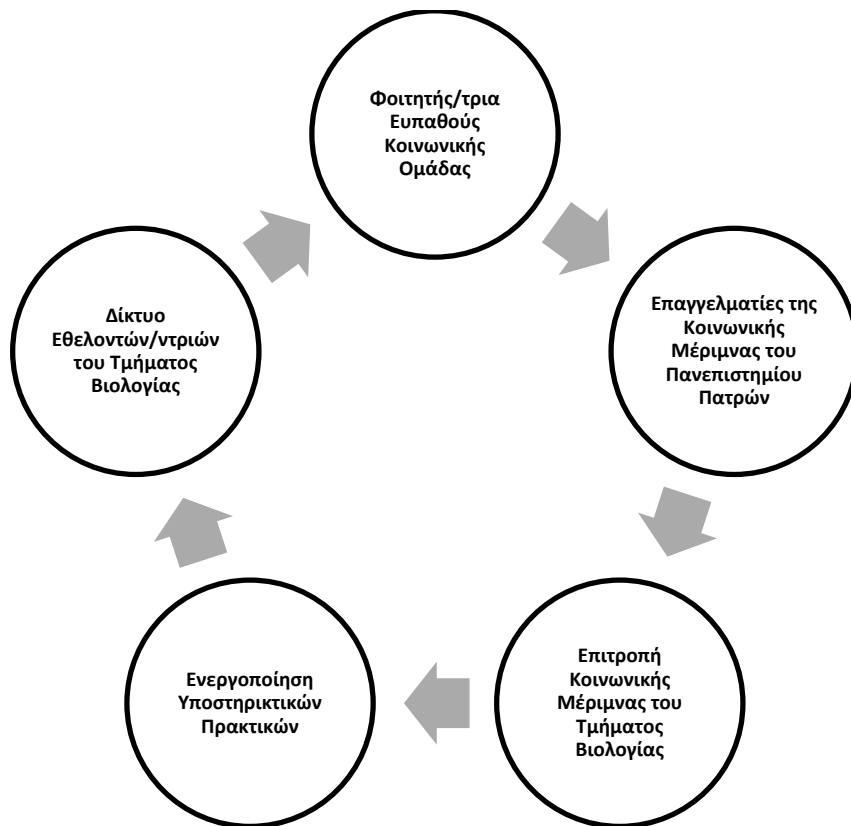 Φοιτητής/τρια
Ευπαθούς
Κοινωνικής
Ομάδας
Επαγγελματίες της
Κοινωνικής
Μέριμνας του
Πανεπιστημίου
Πατρών
Επιτροπή
Κοινωνικής
Μέριμνας του
Τμήματος
Βιολογίας
Ενεργοποίηση
Υποστηρικτικών
Πρακτικών
Δίκτυο
Εθελοντών/ντριών
του Τμήματος
Βιολογίας